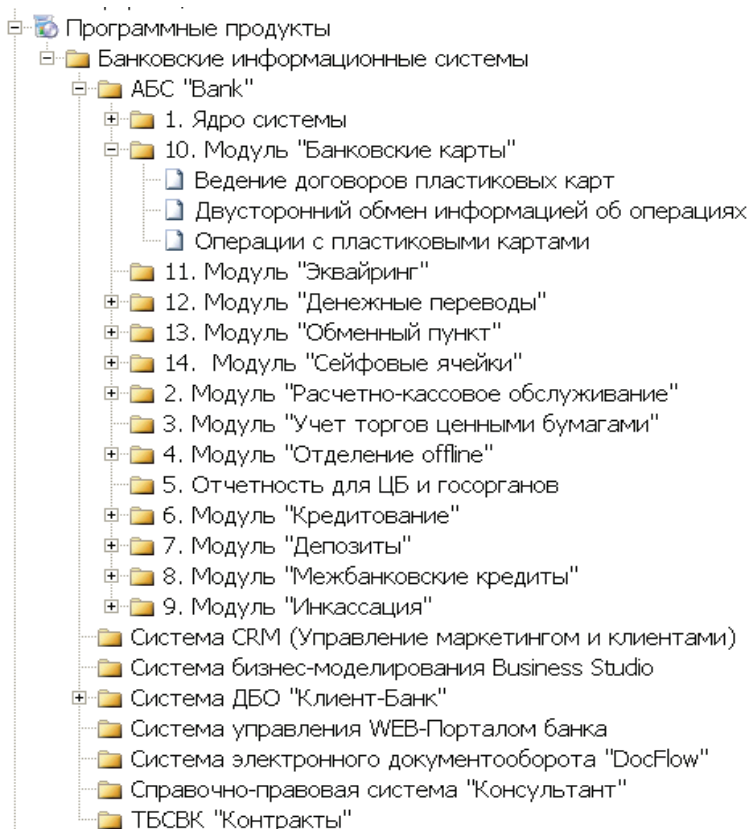 Программные продукты
Банковские информационные системы
АБС "Bank"
1. Ядро системы
10. Модуль "Банковские карты"
Ведение договоров пластиковых карт
Двусторонний обмен информацией об операциях
Операции с пластиковыми картами
11. Модуль "Эквайринг"
12. Модуль "Денежные переводы"
13. Модуль "Обменный пункт"
14.  Модуль "Сейфовые ячейки"
2. Модуль "Расчетно-кассовое обслуживание"
3. Модуль "Учет торгов ценными бумагами"
4. Модуль "Отделение offline"
5. Отчетность для ЦБ и госорганов
6. Модуль "Кредитование"
7. Модуль "Депозиты"
8. Модуль "Межбанковские кредиты"
9. Модуль "Инкассация"
Система CRM (Управление маркетингом и клиентами)
Система бизнес-моделирования Business Studio
Система ДБО "Клиент-Банк"
Система управления WEB-Порталом банка
Система электронного документооборота "DocFlow"
Справочно-правовая система "Консультант"
ТБСВК "Контракты"